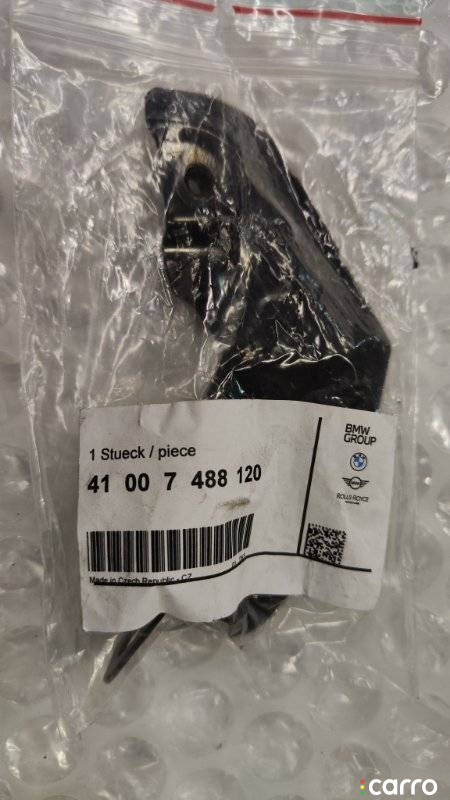 1 Stueck / piece
41 00 7 488 120
Made in Czech Republic - CZ
BMW
GROUP
ROLLS-ROYCE
carro